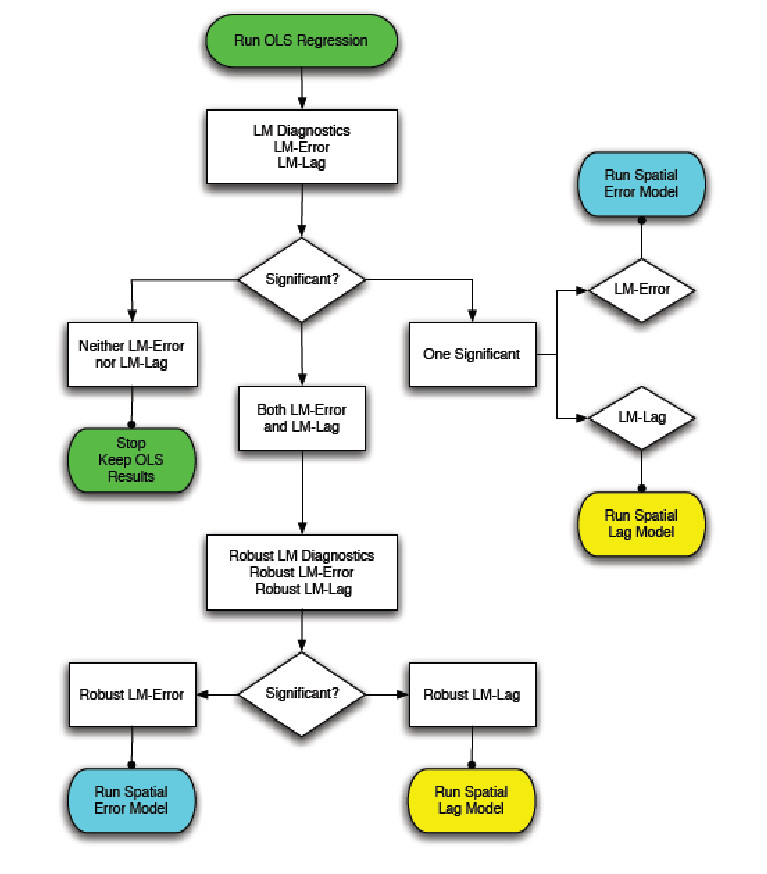 Run OLS Regression
LM Diagnostics
LM-Error
LM-Lag
Significant?
Neither LM-Error
nor LM-Lag
Stop
Keep OLS
Results
Both LM-Error
and LM-Lag
One Significant
LM-Error
Run Spatial
Error Model
LM-Lag
Run Spatial
Lag Model
Robust LM Diagnostics
Robust LM-Error
Robust LM-Lag
Significant?
Robust LM-Error
Run Spatial
Error Model
Robust LM-Lag
Run Spatial
Lag Model